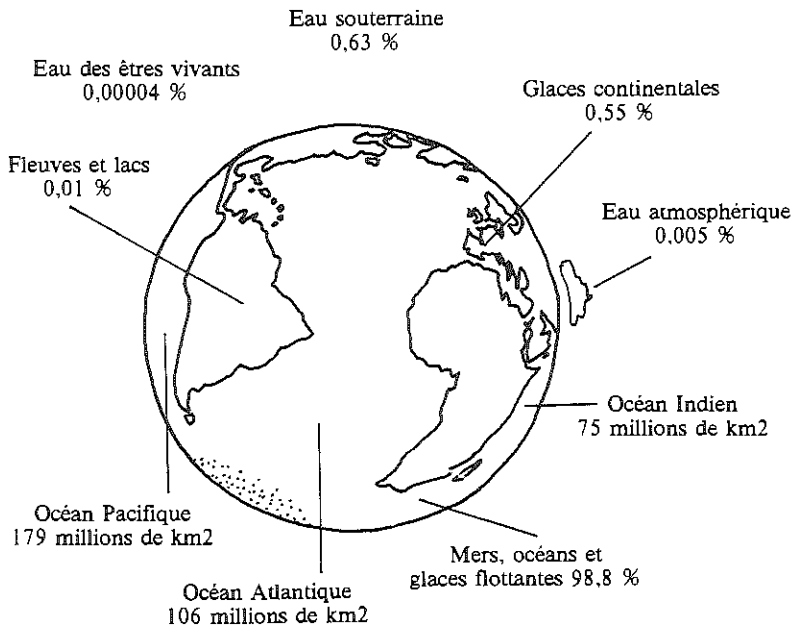 Eau souterraine
0,63 %
Eau des êtres vivants
0,00004 %
Glaces continentales
0,55 %
Fleuves et lacs
0,01 %
Eau atmosphérique
0,005 %
Océan Indien
75 millions de km2
Océan Pacifique
179 millions de km2
Mers, océans et
glaces flottantes 98,8 %
Océan Atlantique
106 millions de km2